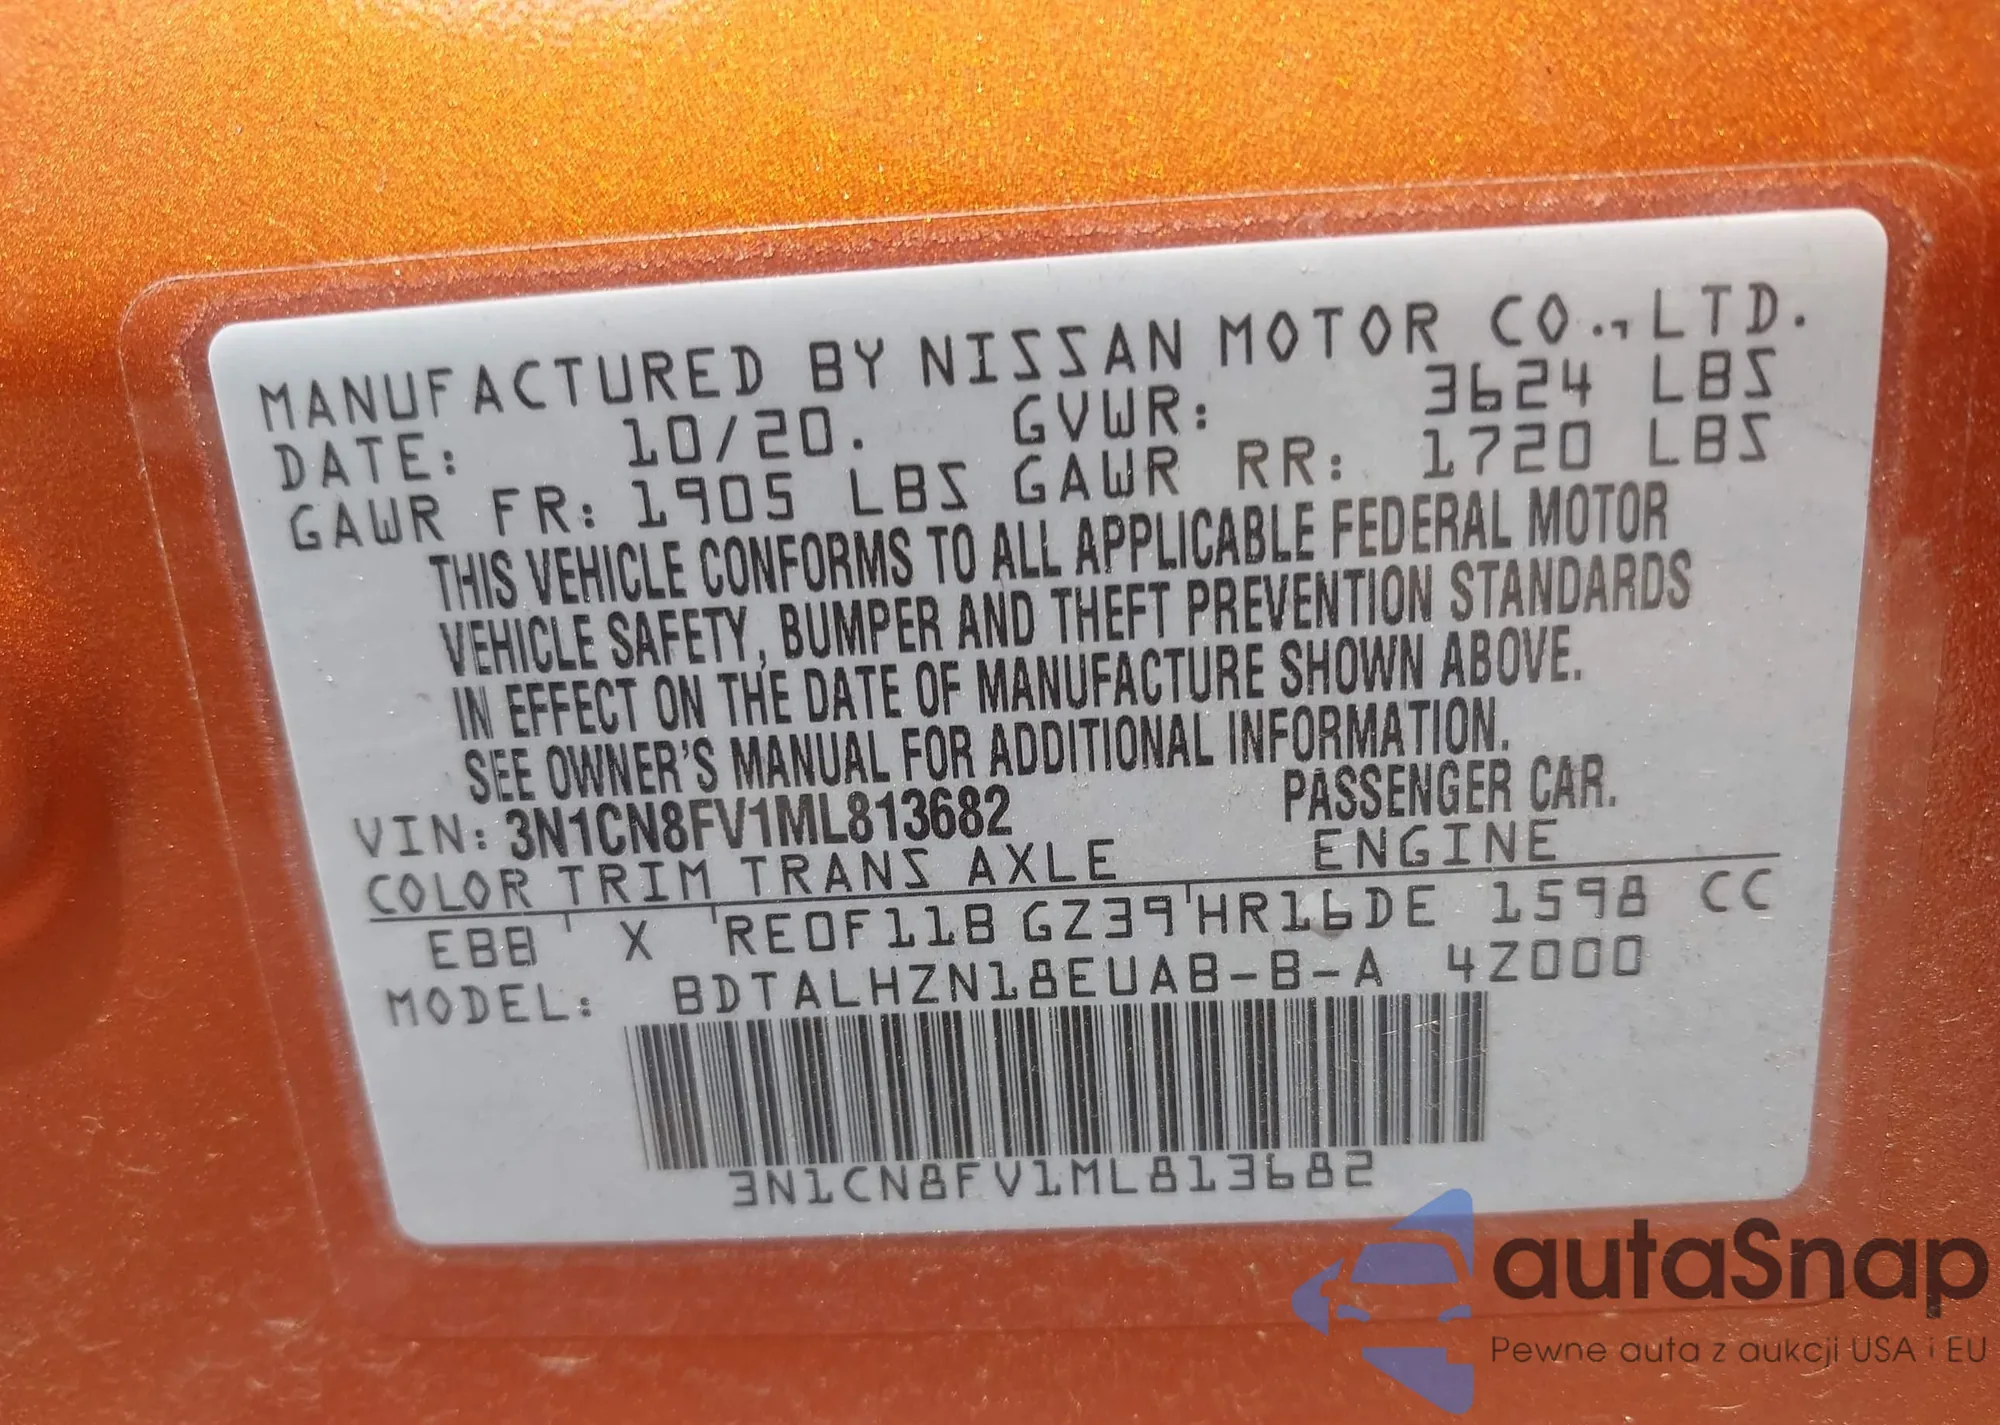 MANUFACTURED BY NISSAN MOTOR CO., LTD.
DATE: 10/20. GVWR: 3624 LBS
GAWR FR: 1905 LBS GAWR RR: 1720 LBS
THIS VEHICLE CONFORMS TO ALL APPLICABLE FEDERAL MOTOR
VEHICLE SAFETY, BUMPER AND THEFT PREVENTION STANDARDS
IN EFFECT ON THE DATE OF MANUFACTURE SHOWN ABOVE.
SEE OWNER'S MANUAL FOR ADDITIONAL INFORMATION.
VIN: 3N1CN8FV1ML813682 PASSENGER CAR.
COLOR TRIM TRANS AXLE ENGINE
EBB X RE0F11B GZ39 HR16DE 1598 CC
MODEL: BDTALHZN18EUAB-B-A 4Z000
3N1CN8FV1ML813682
autaSnap
Pewne auta z aukcji USA i EU